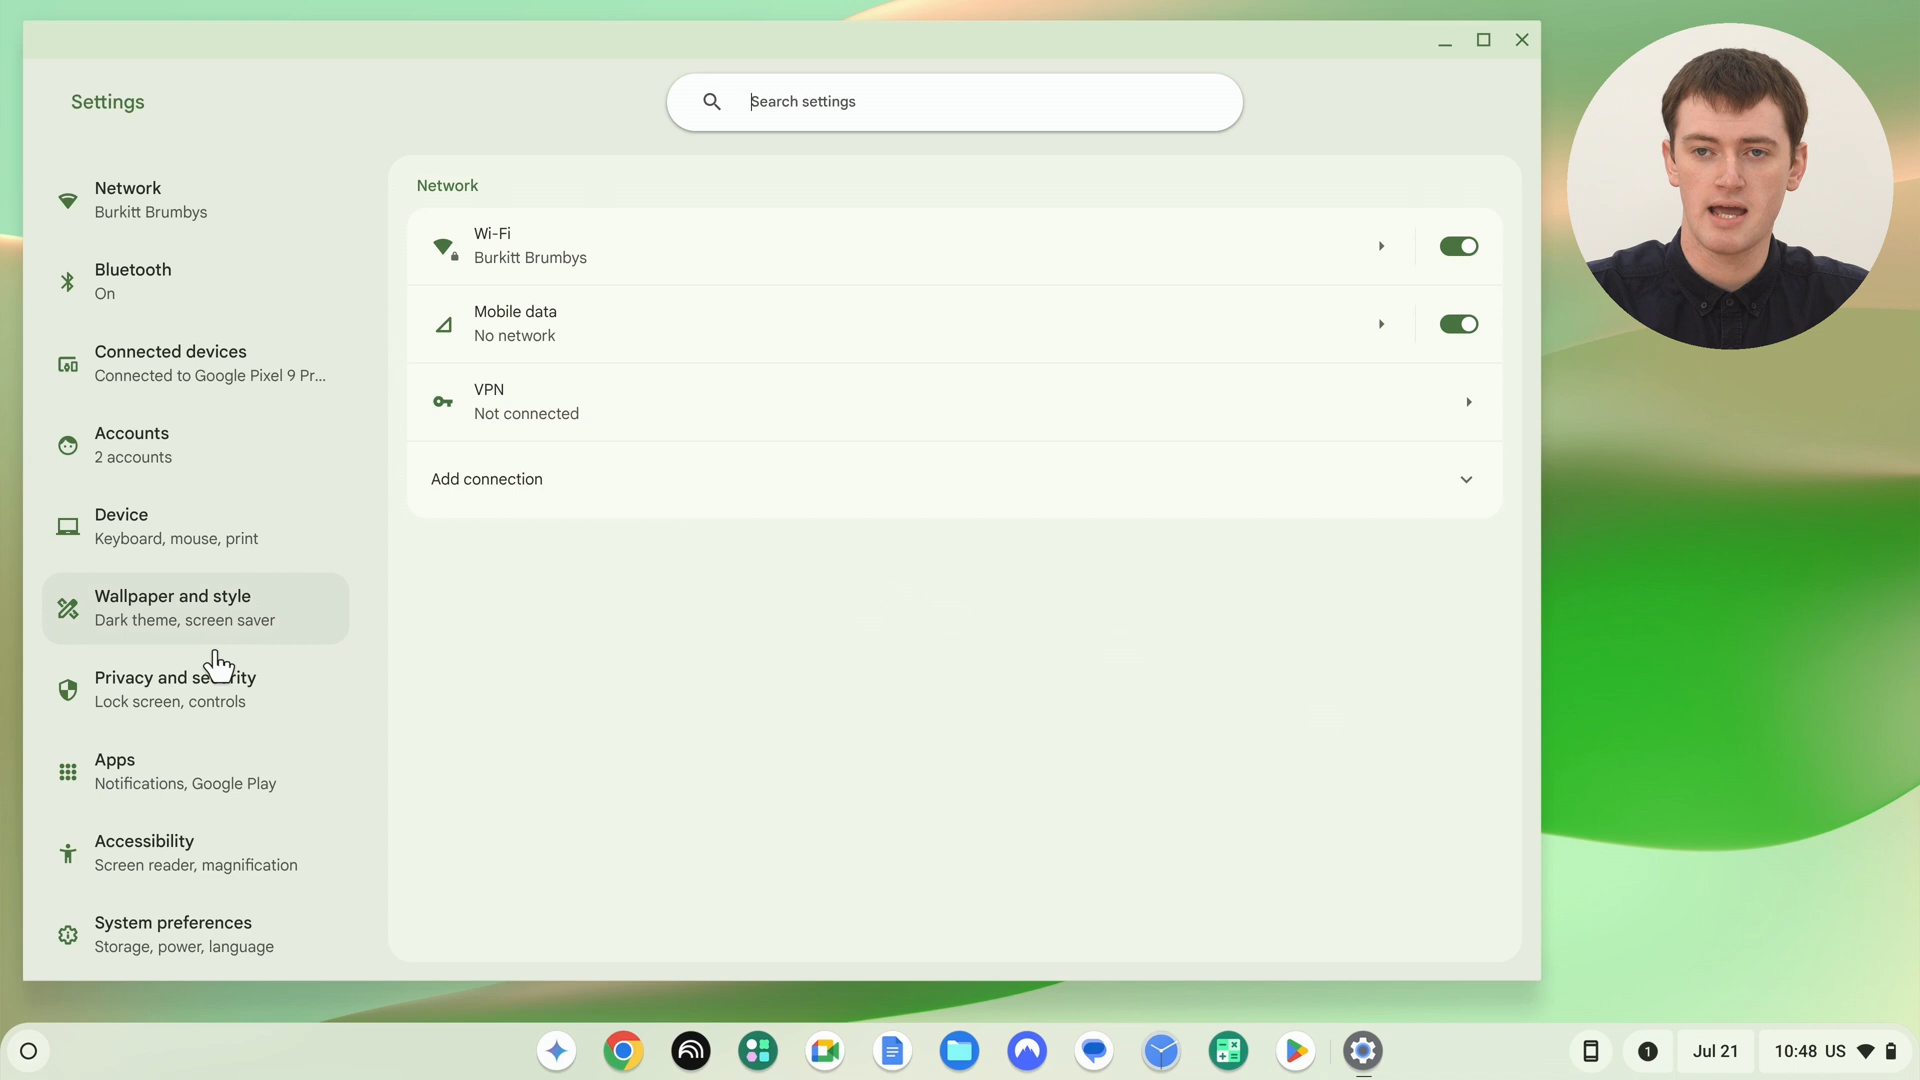 Settings
Search settings
Network
Burkitt Brumbys
Bluetooth
On
Connected devices
Connected to Google Pixel 9 Pr...
Accounts
2 accounts
Device
Keyboard, mouse, print
Wallpaper and style
Dark theme, screen saver
Privacy and security
Lock screen, controls
Apps
Notifications, Google Play
Accessibility
Screen reader, magnification
System preferences
Storage, power, language
Network
Wi-Fi
Burkitt Brumbys
Mobile data
No network
VPN
Not connected
Add connection
1
Jul 21
10:48 US